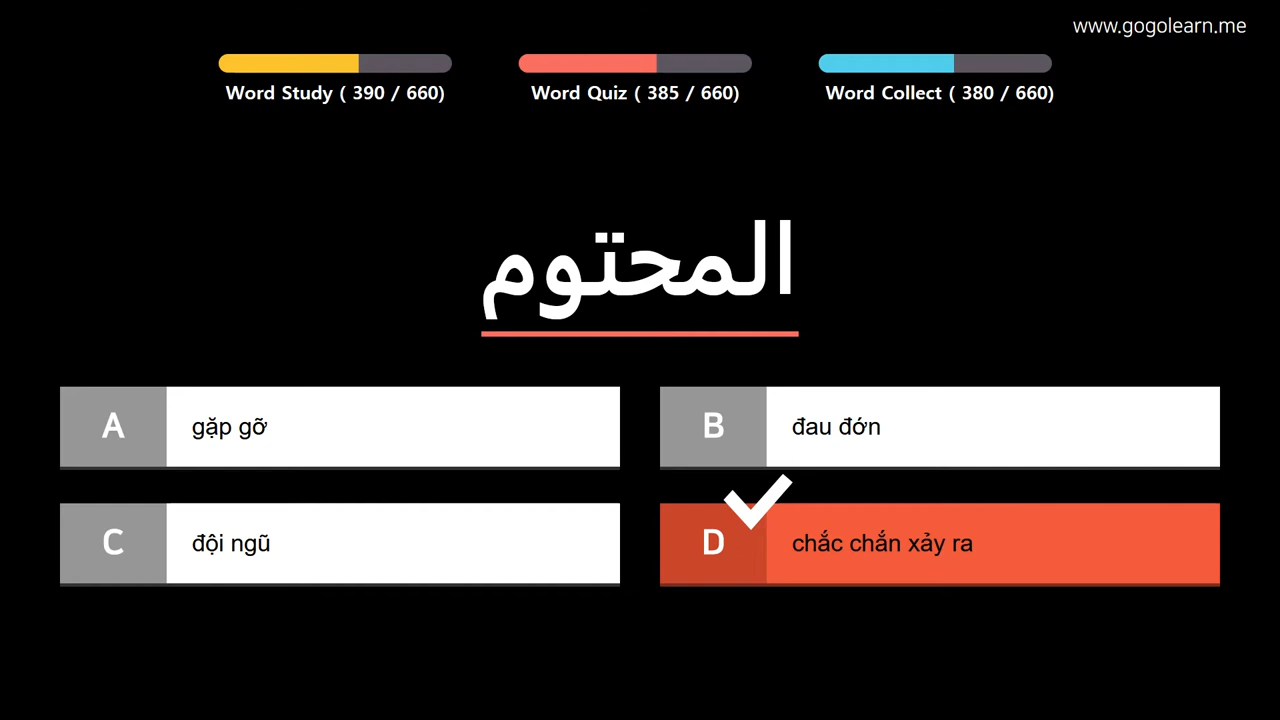 www.gogolearn.me
Word Study ( 390 / 660)
Word Quiz ( 385 / 660)
Word Collect ( 380 / 660)
المحتوم
A gặp gỡ
B đau đớn
C đội ngũ
D chắc chắn xảy ra